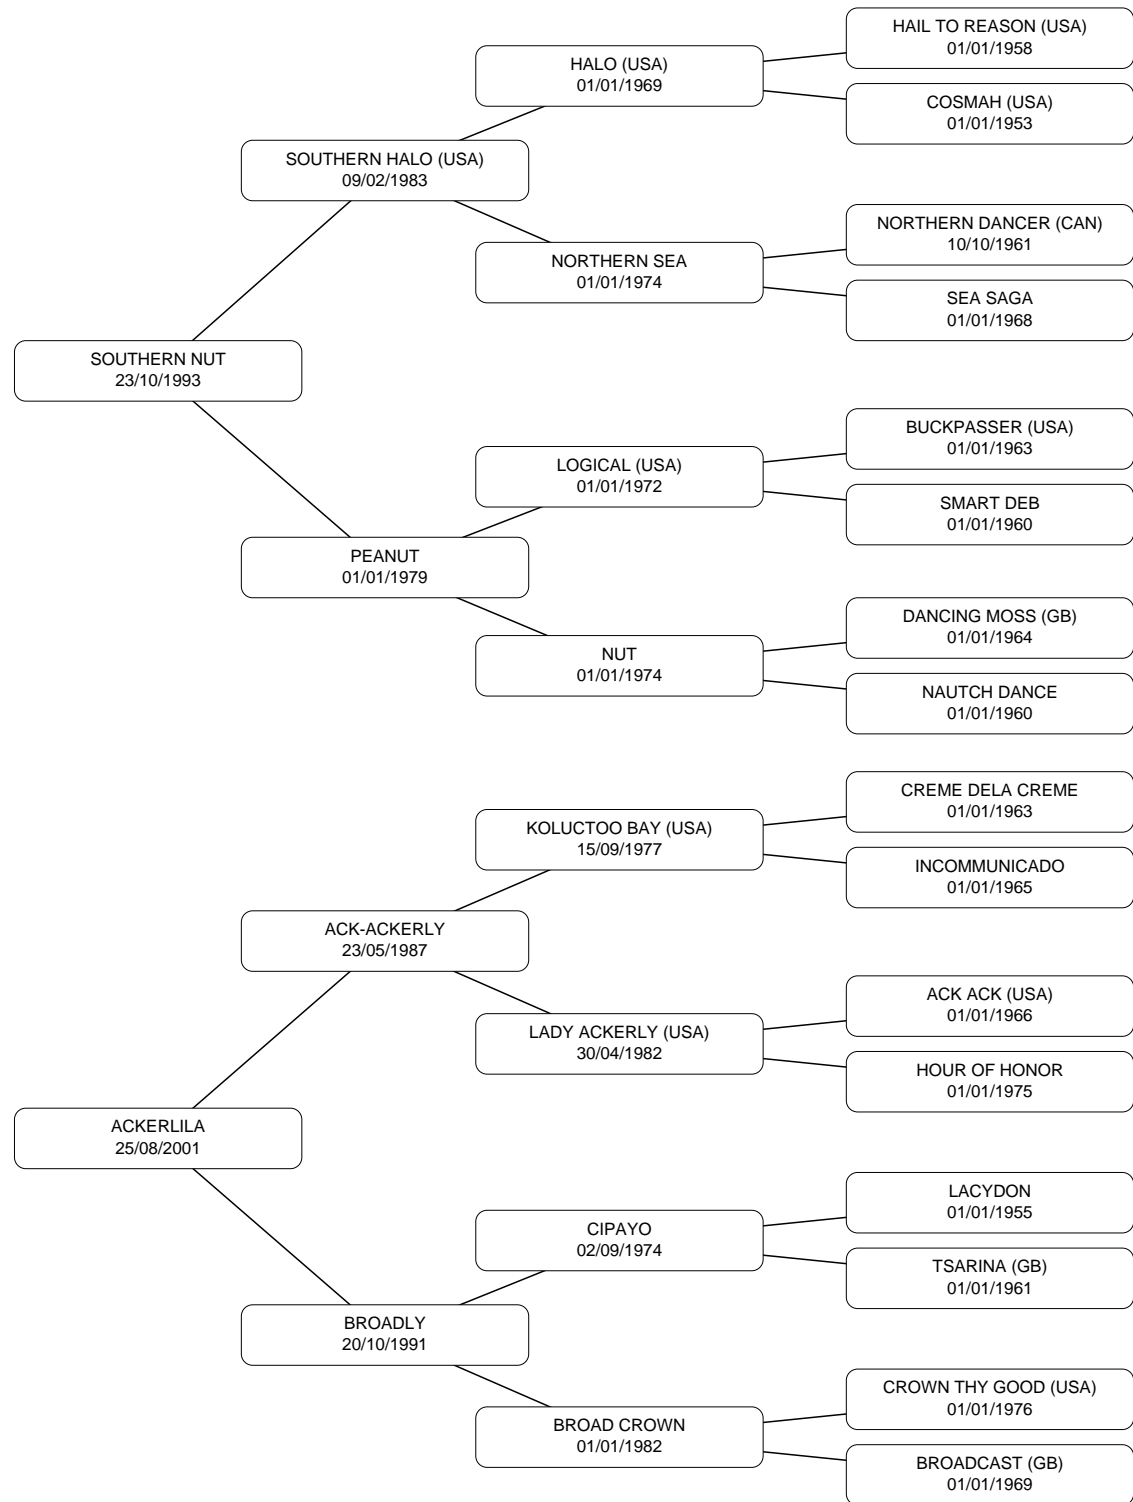 HAIL TO REASON (USA)
01/01/1958
HALO (USA)
01/01/1969
COSMAH (USA)
01/01/1953
SOUTHERN HALO (USA)
09/02/1983
NORTHERN DANCER (CAN)
10/10/1961
NORTHERN SEA
01/01/1974
SEA SAGA
01/01/1968
SOUTHERN NUT
23/10/1993
BUCKPASSER (USA)
01/01/1963
LOGICAL (USA)
01/01/1972
SMART DEB
01/01/1960
PEANUT
01/01/1979
DANCING MOSS (GB)
01/01/1964
NUT
01/01/1974
NAUTCH DANCE
01/01/1960
CREME DELA CREME
01/01/1963
KOLUCTOO BAY (USA)
15/09/1977
INCOMMUNICADO
01/01/1965
ACK-ACKERLY
23/05/1987
ACK ACK (USA)
01/01/1966
LADY ACKERLY (USA)
30/04/1982
HOUR OF HONOR
01/01/1975
ACKERLILA
25/08/2001
LACYDON
01/01/1955
CIPAYO
02/09/1974
TSARINA (GB)
01/01/1961
BROADLY
20/10/1991
CROWN THY GOOD (USA)
01/01/1976
BROAD CROWN
01/01/1982
BROADCAST (GB)
01/01/1969